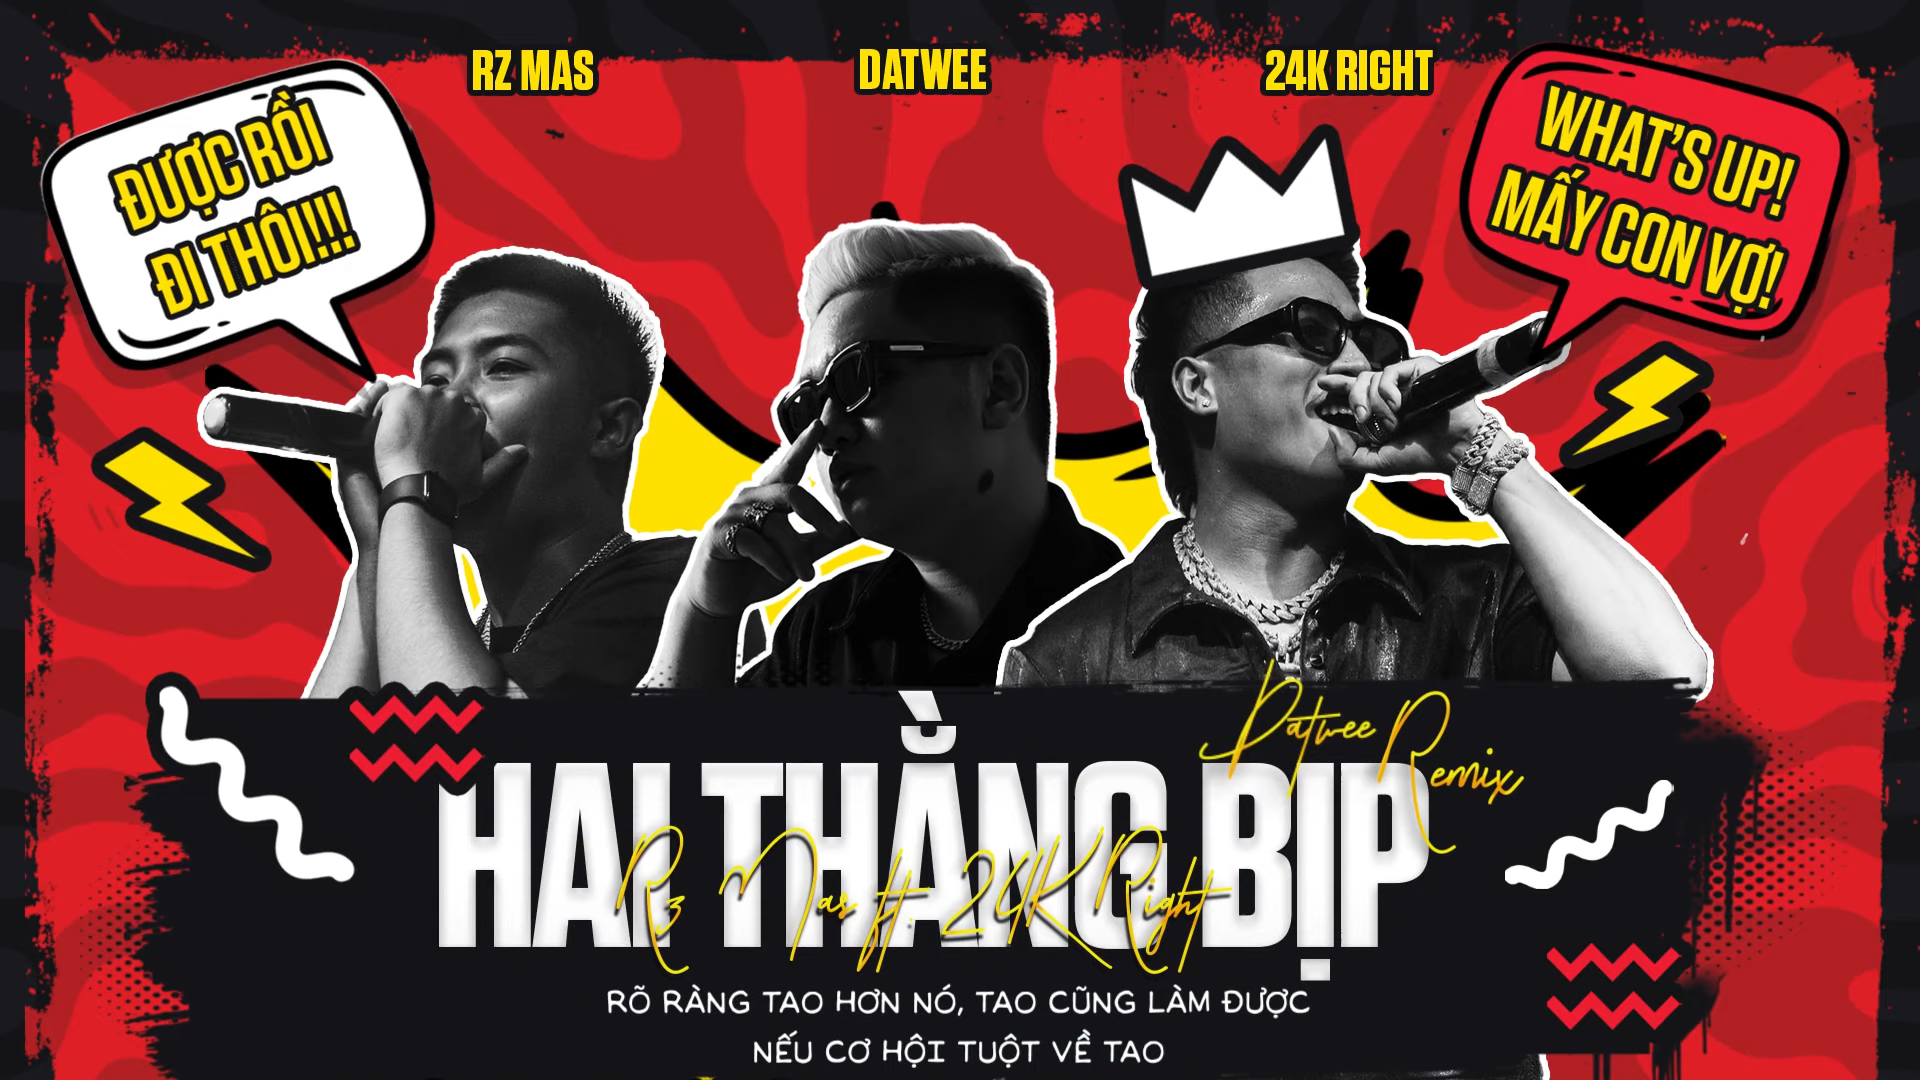 RZ MAS
DATWEE
24K RIGHT
ĐƯỢC RỒI
ĐI THÔI!!!
WHAT'S UP!
MẤY CON VỢ!
HAI THẰNG BỊP
Datwee Remix
Rz Mas ft. 24K Right
RÕ RÀNG TAO HƠN NÓ, TAO CŨNG LÀM ĐƯỢC
NẾU CƠ HỘI TUỘT VỀ TAO